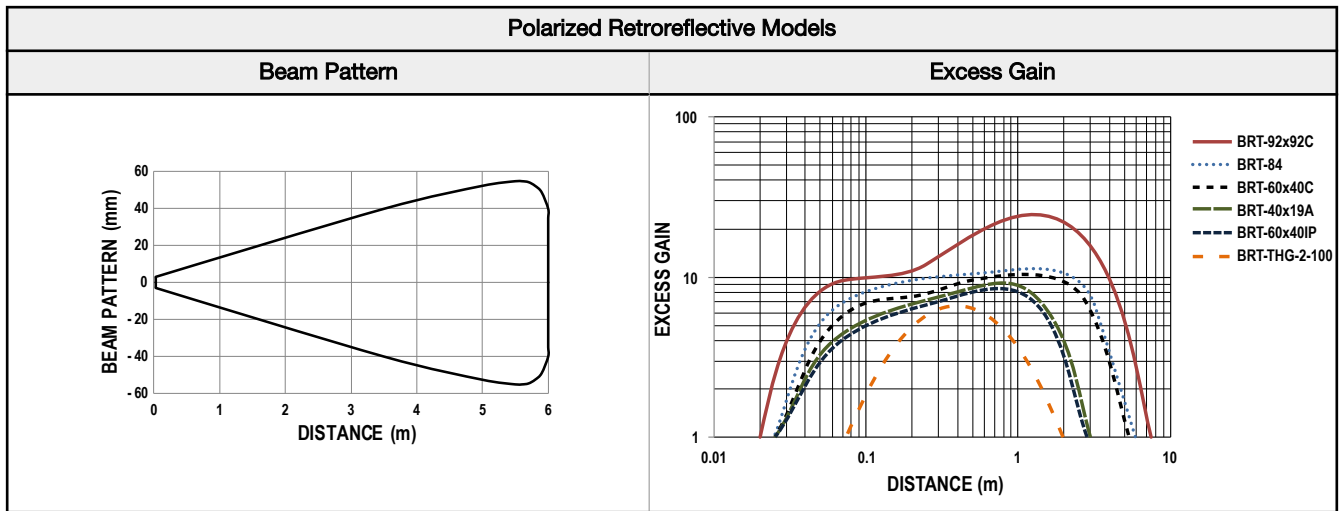 Polarized Retroreflective Models
Beam Pattern
Excess Gain
BEAM PATTERN (mm)
60
40
20
0
- 20
- 40
- 60
0 1 2 3 4 5 6
DISTANCE (m)
EXCESS GAIN
100
10
1
0.01 0.1 1 10
DISTANCE (m)
BRT-92x92C
BRT-84
BRT-60x40C
BRT-40x19A
BRT-60x40IP
BRT-THG-2-100